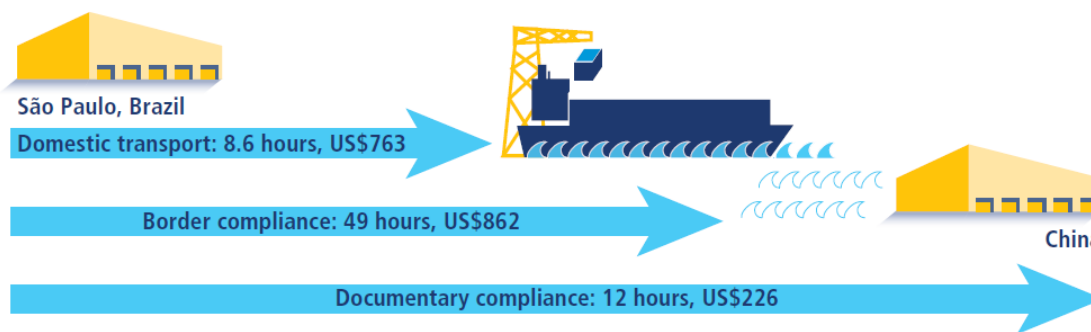 São Paulo, Brazil
Domestic transport: 8.6 hours, US$763
Border compliance: 49 hours, US$862
China
Documentary compliance: 12 hours, US$226